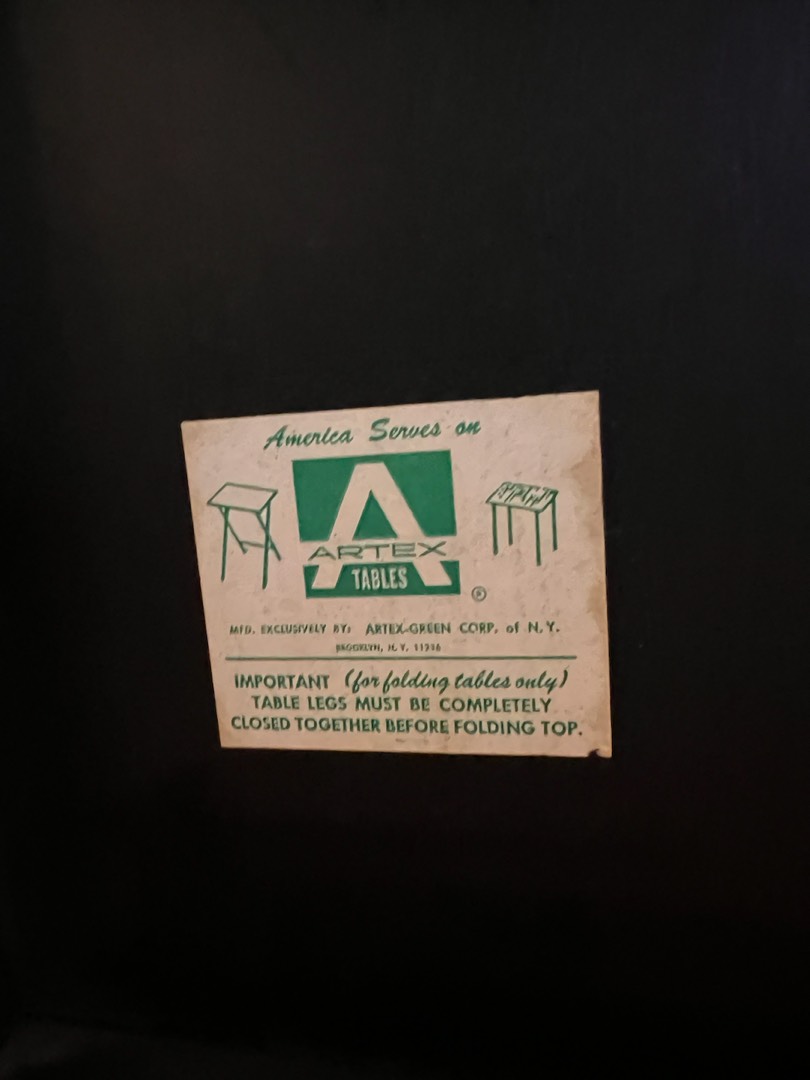 America Serves on
ARTEX
TABLES
®
MFD. EXCLUSIVELY BY: ARTEX-GREEN CORP. of N.Y.
BROOKLYN, N.Y. 11236
IMPORTANT (for folding tables only)
TABLE LEGS MUST BE COMPLETELY
CLOSED TOGETHER BEFORE FOLDING TOP.